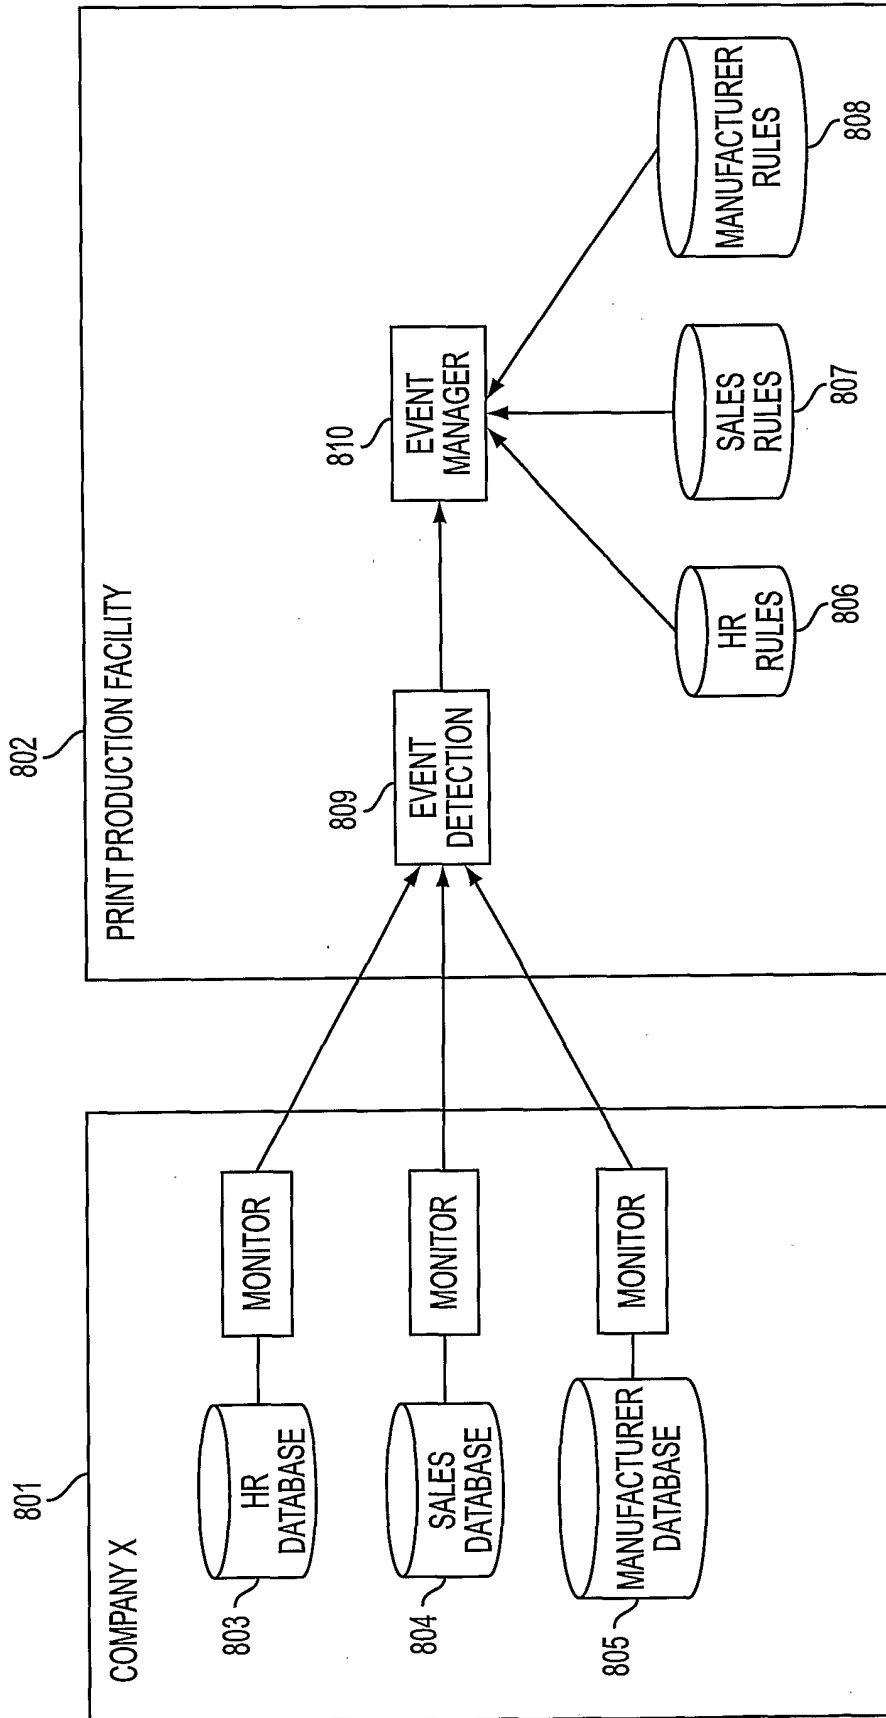 801
COMPANY X
803
HR
DATABASE
MONITOR
804
SALES
DATABASE
MONITOR
805
MANUFACTURER
DATABASE
MONITOR
802
PRINT PRODUCTION FACILITY
809
EVENT
DETECTION
810
EVENT
MANAGER
HR
RULES
806
SALES
RULES
807
MANUFACTURER
RULES
808